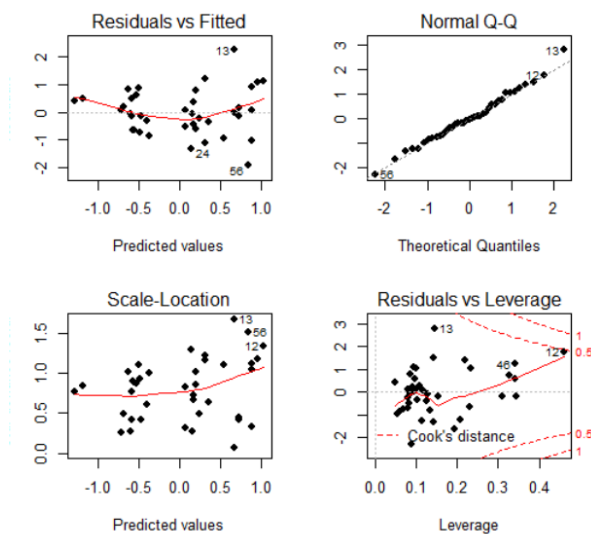 Residuals vs Fitted
2
1
0
-1
-2
13
24
56
-1.0 -0.5 0.0 0.5 1.0
Predicted values
Normal Q-Q
3
2
1
0
-2
13
12
56
-2 -1 0 1 2
Theoretical Quantiles
Scale-Location
1.5
1.0
0.5
0.0
13
56
12
-1.0 -0.5 0.0 0.5 1.0
Predicted values
Residuals vs Leverage
3
2
1
0
-2
13
46
12
1
0.5
0.5
1
Cook's distance
0.0 0.1 0.2 0.3 0.4
Leverage